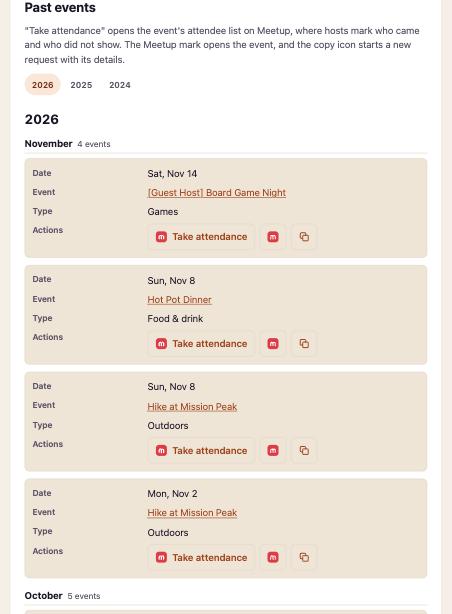 Past events
"Take attendance" opens the event's attendee list on Meetup, where hosts mark who came
and who did not show. The Meetup mark opens the event, and the copy icon starts a new
request with its details.
2026 2025 2024
2026
November 4 events
Date Sat, Nov 14
Event [Guest Host] Board Game Night
Type Games
Actions Take attendance
Date Sun, Nov 8
Event Hot Pot Dinner
Type Food & drink
Actions Take attendance
Date Sun, Nov 8
Event Hike at Mission Peak
Type Outdoors
Actions Take attendance
Date Mon, Nov 2
Event Hike at Mission Peak
Type Outdoors
Actions Take attendance
October 5 events